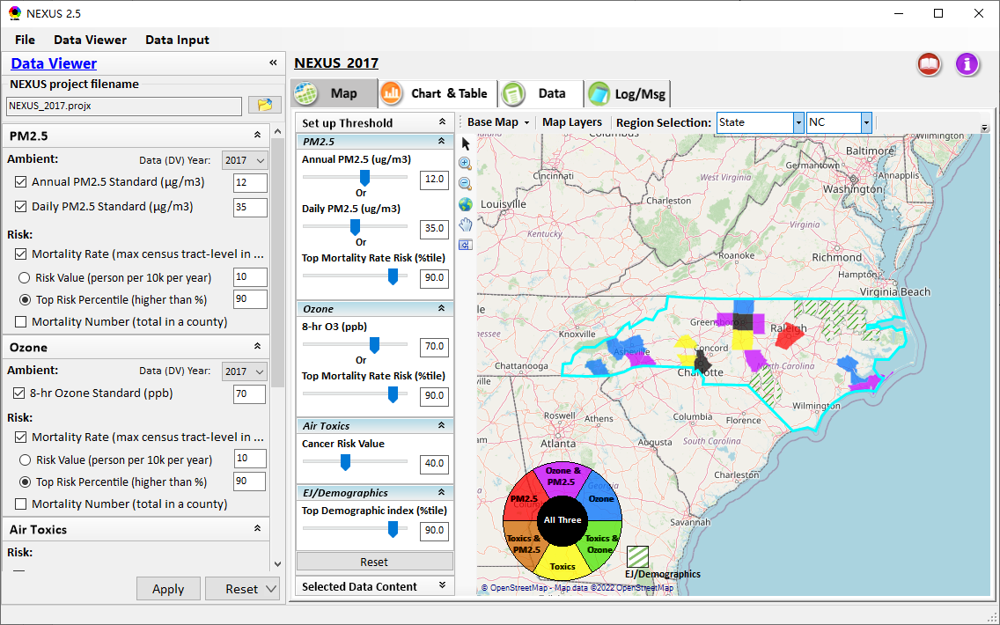 NEXUS 2.5
File Data Viewer Data Input
Data Viewer «
NEXUS project filename
NEXUS_2017.projx
PM2.5
Ambient: Data (DV) Year: 2017
Annual PM2.5 Standard (µg/m3) 12
Daily PM2.5 Standard (µg/m3) 35
Risk:
Mortality Rate (max census tract-level in ...
Risk Value (person per 10k per year) 10
Top Risk Percentile (higher than %) 90
Mortality Number (total in a county)
Ozone
Ambient: Data (DV) Year: 2017
8-hr Ozone Standard (ppb) 70
Risk:
Mortality Rate (max census tract-level in ...
Risk Value (person per 10k per year) 10
Top Risk Percentile (higher than %) 90
Mortality Number (total in a county)
Air Toxics
Risk:
Apply Reset
NEXUS_2017
Map Chart & Table Data Log/Msg
Set up Threshold
PM2.5
Annual PM2.5 (ug/m3)
12.0
Or
Daily PM2.5 (ug/m3)
35.0
Or
Top Mortality Rate Risk (%tile)
90.0
Ozone
8-hr O3 (ppb)
70.0
Or
Top Mortality Rate Risk (%tile)
90.0
Air Toxics
Cancer Risk Value
40.0
EJ/Demographics
Top Demographic index (%tile)
90.0
Reset
Selected Data Content
Base Map Map Layers Region Selection: State NC
Columbus
Wilmington
Baltimore
Cincinnati
Germantown
Annapolis
West Virginia
Washington
Louisville
Charleston
Virginia
Kentucky
Roanoke
Richmond
Hampton
Virginia Beach
Greensboro
Raleigh
Knoxville
Asheville
Concord
Chattanooga
North Carolina
Charlotte
Wilmington
Roswell
Athens
Columbia
Florence
Atlanta
Augusta
South Carolina
Charleston
Georgia
Savannah
Ozone &
PM2.5
PM2.5
Ozone
All Three
Toxics &
PM2.5
Toxics &
Ozone
Toxics
EJ/Demographics
© OpenStreetMap - Map data ©2022 OpenStreetMap